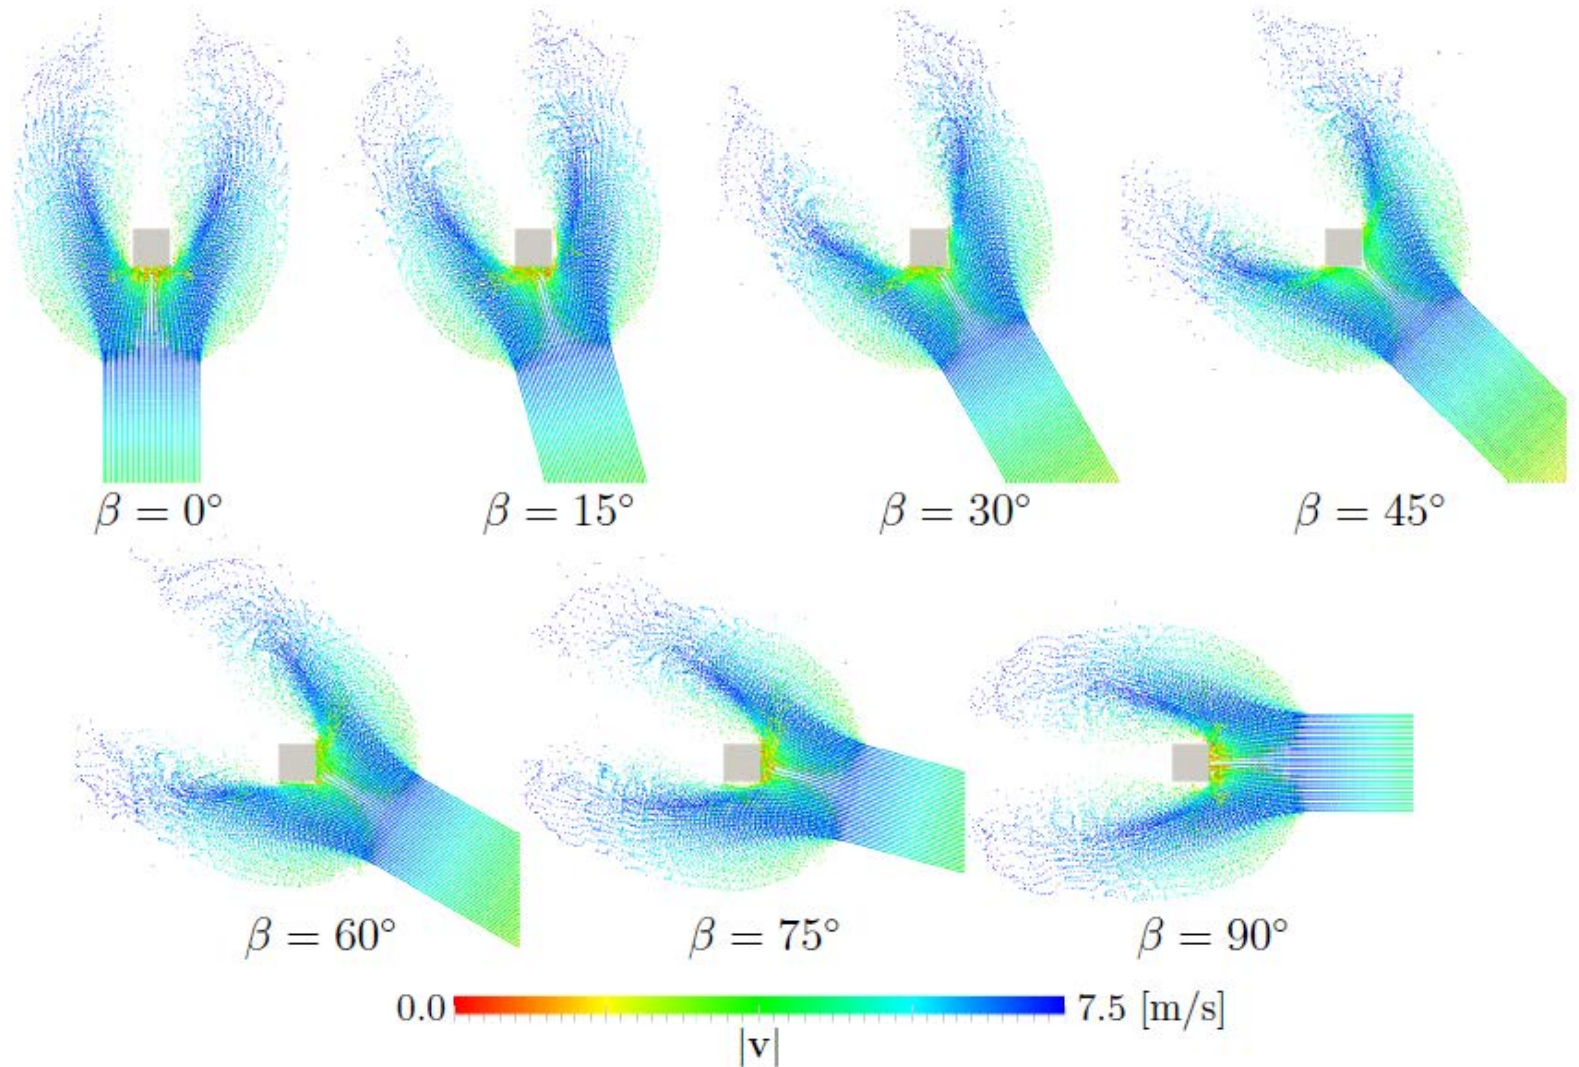 β = 0°
β = 15°
β = 30°
β = 45°
β = 60°
β = 75°
β = 90°
0.0 7.5 [m/s]
|v|